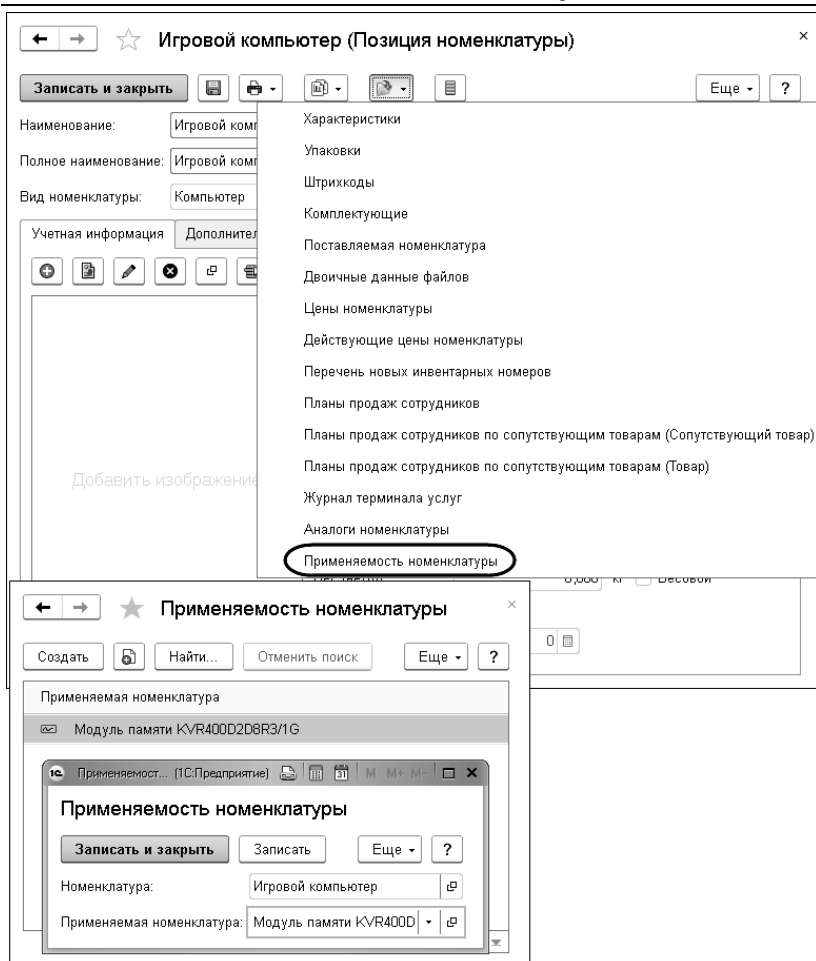 Игровой компьютер (Позиция номенклатуры)
Записать и закрыть Еще ?
Наименование: Игровой комп
Полное наименование: Игровой комп
Вид номенклатуры: Компьютер
Учетная информация Дополнител
Добавить изображение
Характеристики
Упаковки
Штрихкоды
Комплектующие
Поставляемая номенклатура
Двоичные данные файлов
Цены номенклатуры
Действующие цены номенклатуры
Перечень новых инвентарных номеров
Планы продаж сотрудников
Планы продаж сотрудников по сопутствующим товарам (Сопутствующий товар)
Планы продаж сотрудников по сопутствующим товарам (Товар)
Журнал терминала услуг
Аналоги номенклатуры
Применяемость номенклатуры
0
Применяемость номенклатуры
Создать Найти... Отменить поиск Еще ?
Применяемая номенклатура
Модуль памяти KVR400D2D8R3/1G
Применяемост... (1С:Предприятие) 31 M M+ M-
Применяемость номенклатуры
Записать и закрыть Записать Еще ?
Номенклатура: Игровой компьютер
Применяемая номенклатура: Модуль памяти KVR400D